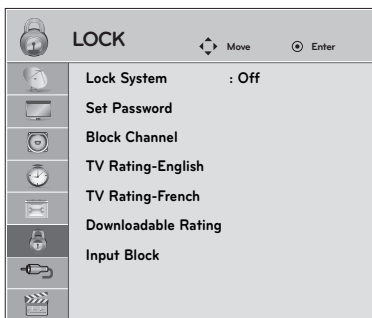 LOCK Move Enter
Lock System : Off
Set Password
Block Channel
TV Rating-English
TV Rating-French
Downloadable Rating
Input Block